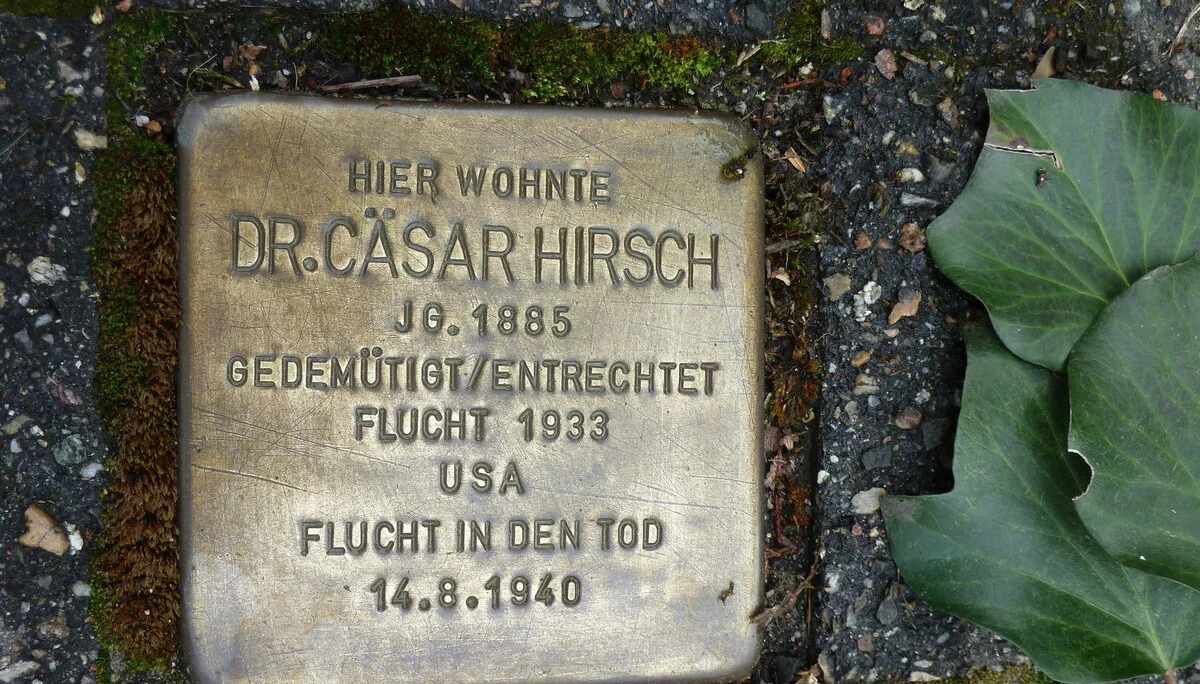 HIER WOHNTE
DR. CÄSAR HIRSCH
JG. 1885
GEDEMÜTIGT/ENTRECHTET
FLUCHT 1933
USA
FLUCHT IN DEN TOD
14.8.1940